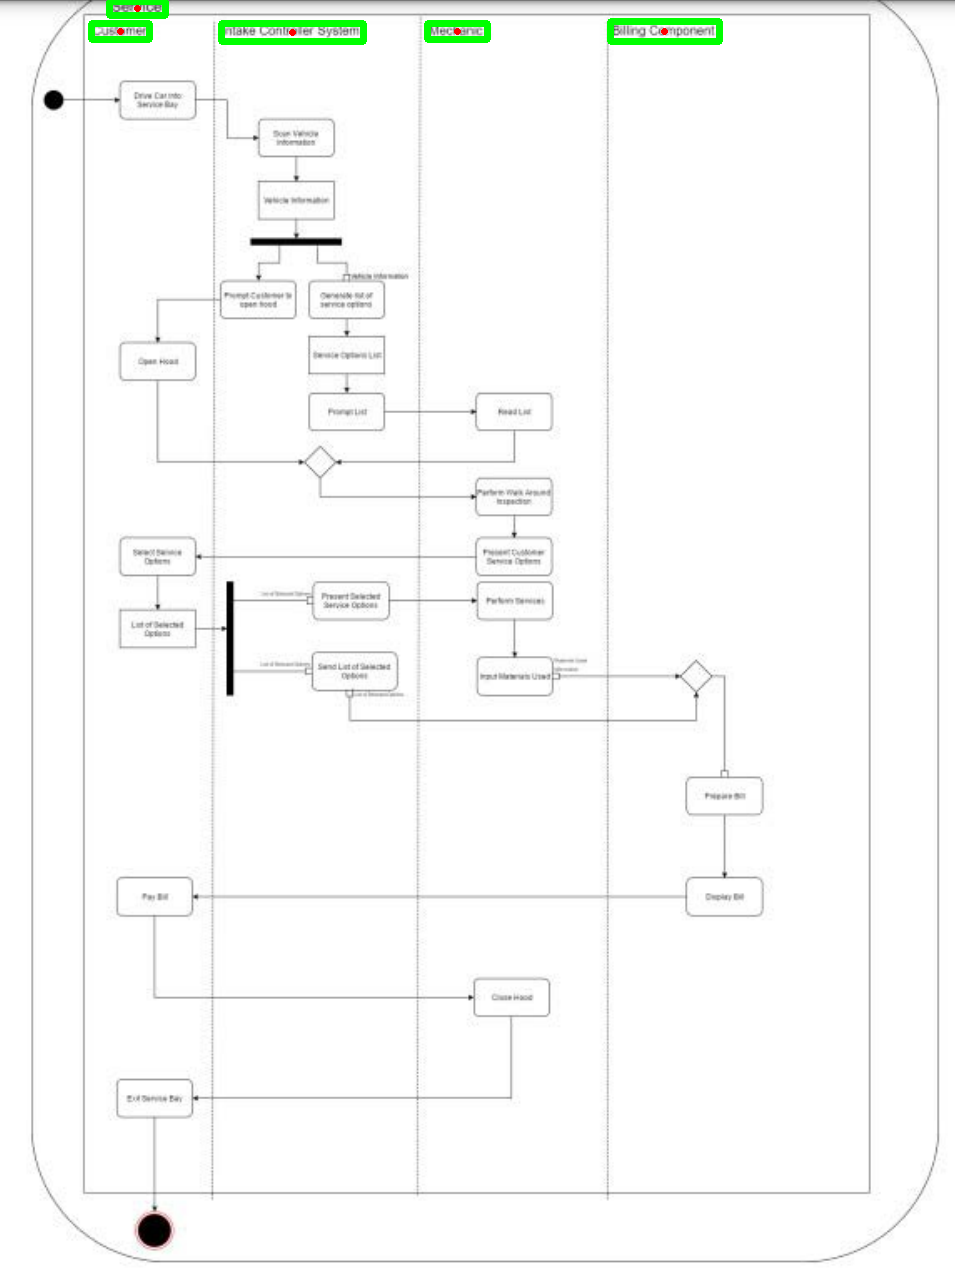 Service
Customer
Intake Controller System
Mechanic
Billing Component
Drive Car Into
Service Bay
Scan Vehicle
Information
Vehicle Information
Vehicle Information
Prompt Customer to
open hood
Generate list of
service options
Open Hood
Service Options List
Prompt List
Read List
Perform Walk Around
Inspection
Select Service
Options
Present Customer
Service Options
List of Selected Options
Present Selected
Service Options
Perform Services
List of Selected
Options
List of Selected Options
Send List of Selected
Options
Input Materials Used
Materials Used
Information
List of Selected Options
Prepare Bill
Pay Bill
Display Bill
Close Hood
Exit Service Bay